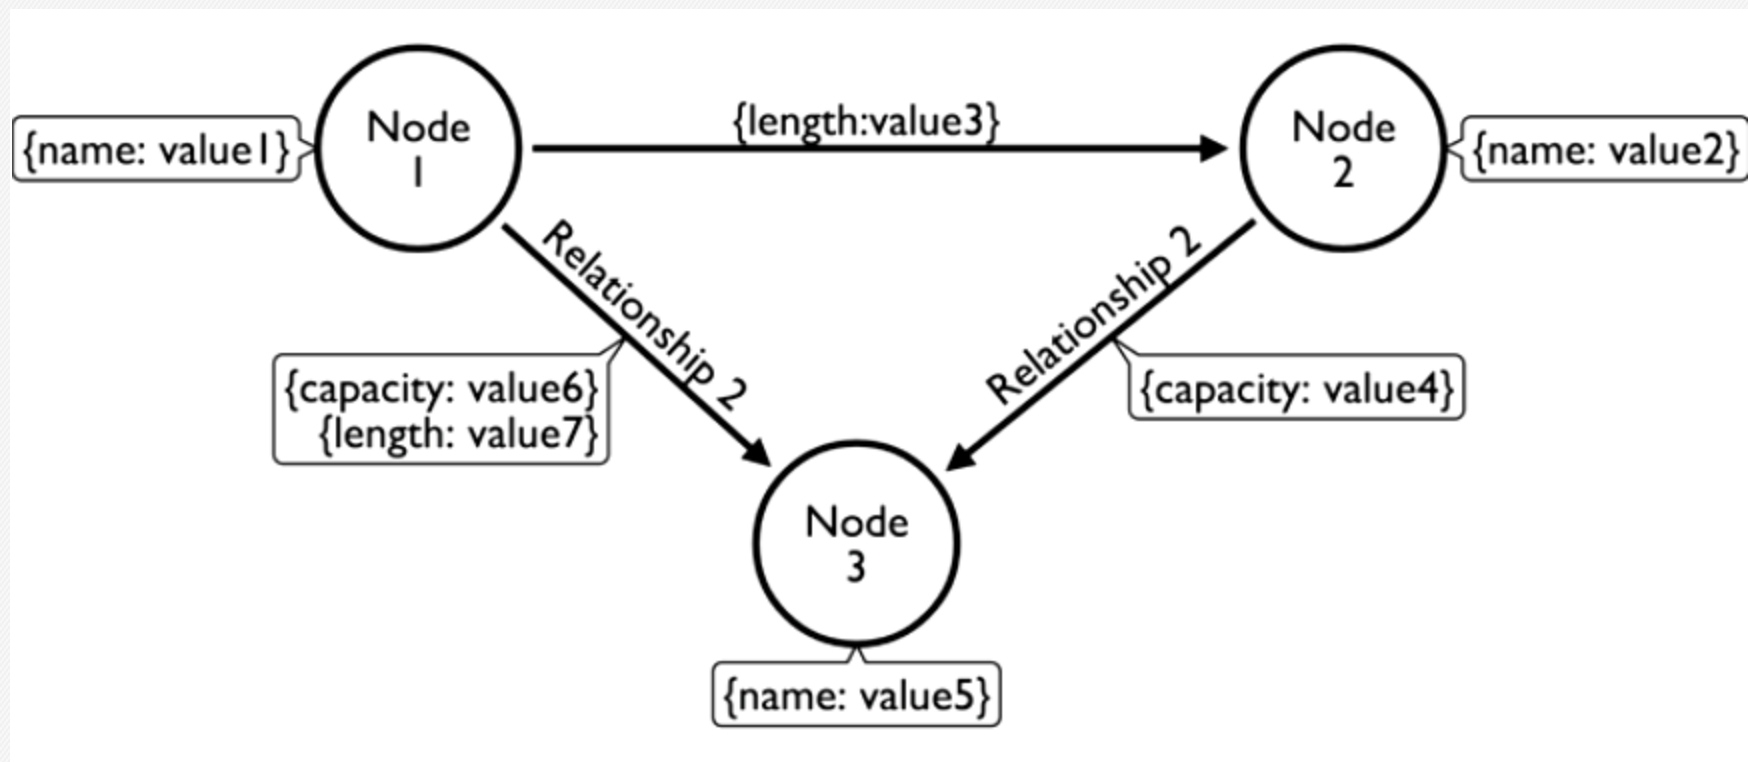 Node
1
{length:value3}
Node
2
{name: value1}
{name: value2}
Relationship 2
Relationship 2
{capacity: value6}
{length: value7}
{capacity: value4}
Node
3
{name: value5}